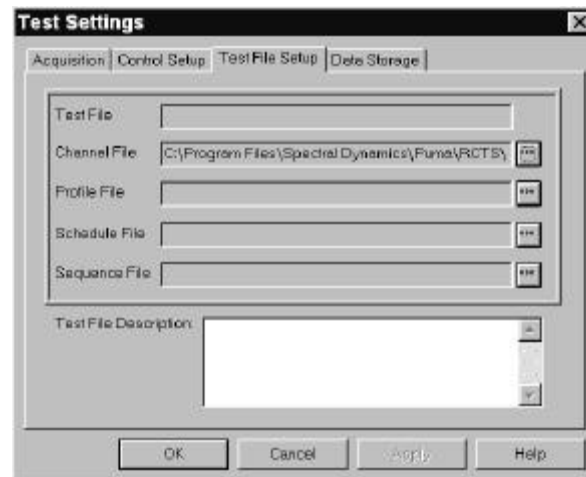 Test Settings
Acquisition Control Setup Test File Setup Data Storage
Test File
Channel File C:\Program Files\Spectral Dynamics\Puma\RCTS\
Profile File
Schedule File
Sequence File
Test File Description:
OK Cancel Apply Help